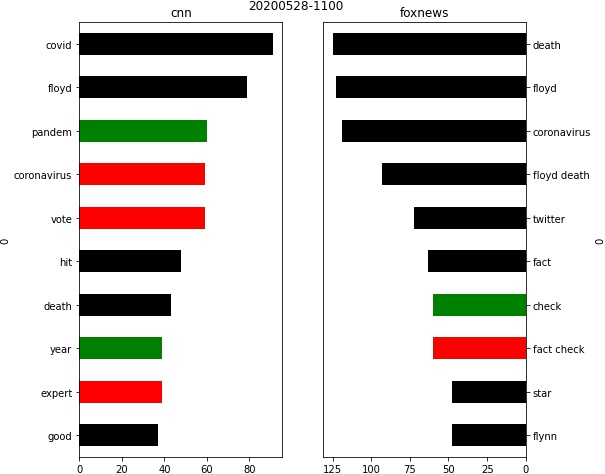 20200528-1100
cnn
foxnews
covid
floyd
pandem
coronavirus
vote
hit
death
year
expert
good
0
0 20 40 60 80
death
floyd
coronavirus
floyd death
twitter
fact
check
fact check
star
flynn
0
125 100 75 50 25 0